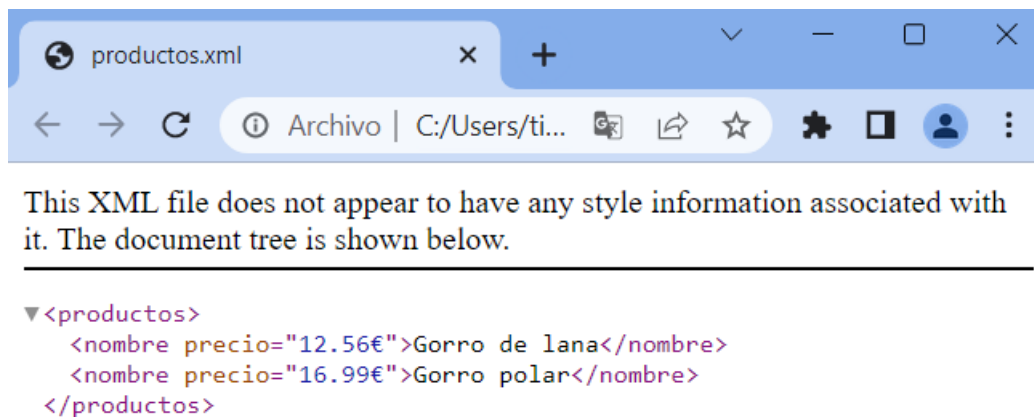 productos.xml
Archivo | C:/Users/ti...
This XML file does not appear to have any style information associated with
it. The document tree is shown below.
▼<productos>
<nombre precio="12.56€">Gorro de lana</nombre>
<nombre precio="16.99€">Gorro polar</nombre>
</productos>